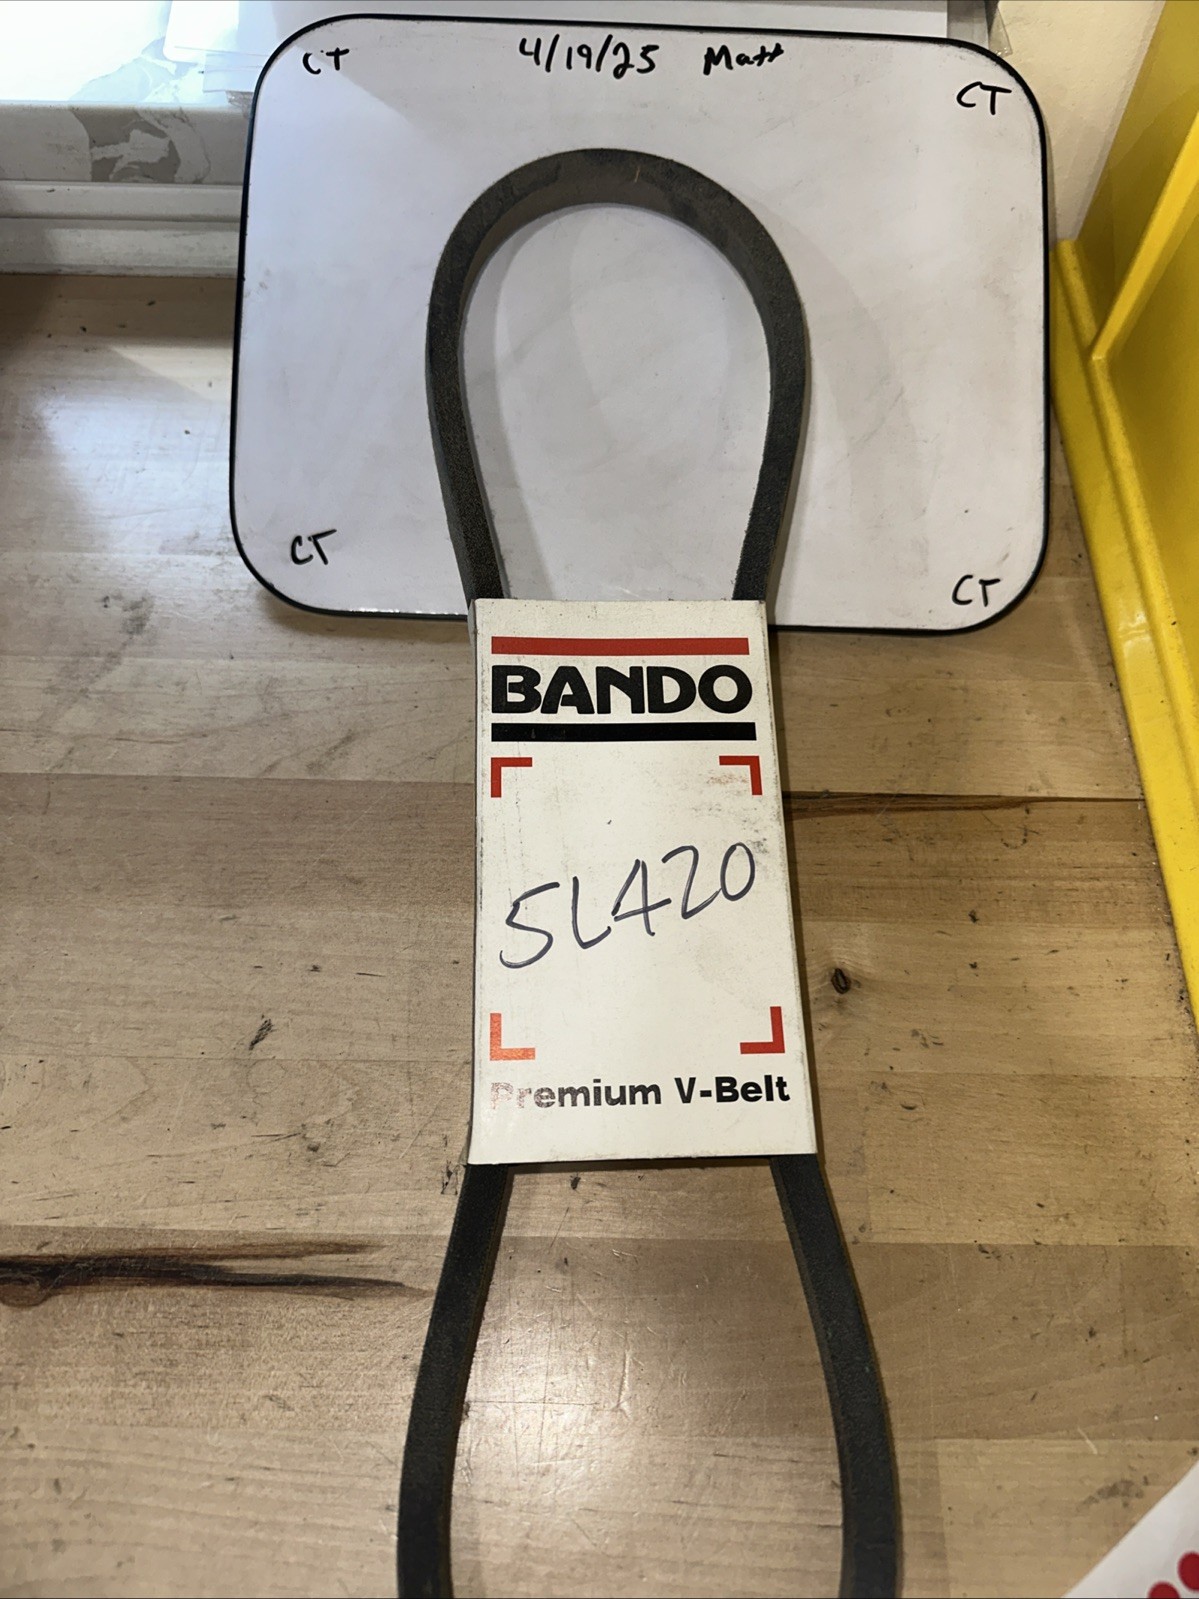 CT 4/19/25 Matt CT
CT CT
BANDO
5L420
Premium V-Belt